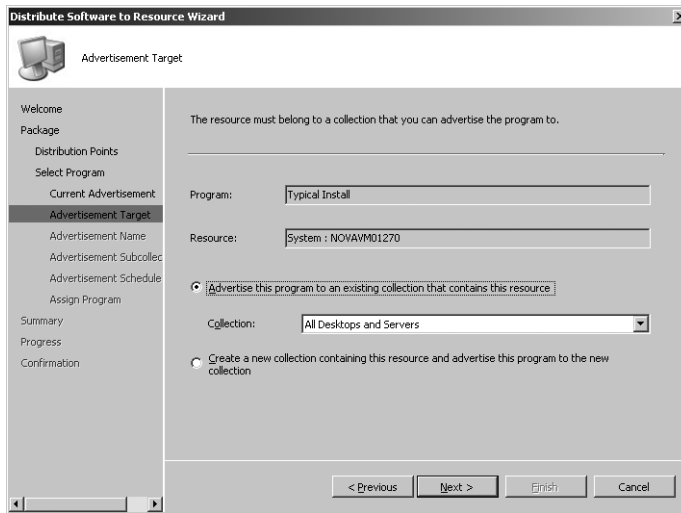 Distribute Software to Resource Wizard
Advertisement Target
Welcome
Package
Distribution Points
Select Program
Current Advertisement
Advertisement Target
Advertisement Name
Advertisement Subcollec
Advertisement Schedule
Assign Program
Summary
Progress
Confirmation
The resource must belong to a collection that you can advertise the program to.
Program:
Typical Install
Resource:
System : NOVAVM01270
Advertise this program to an existing collection that contains this resource
Collection:
All Desktops and Servers
Create a new collection containing this resource and advertise this program to the new
collection
< Previous
Next >
Finish
Cancel